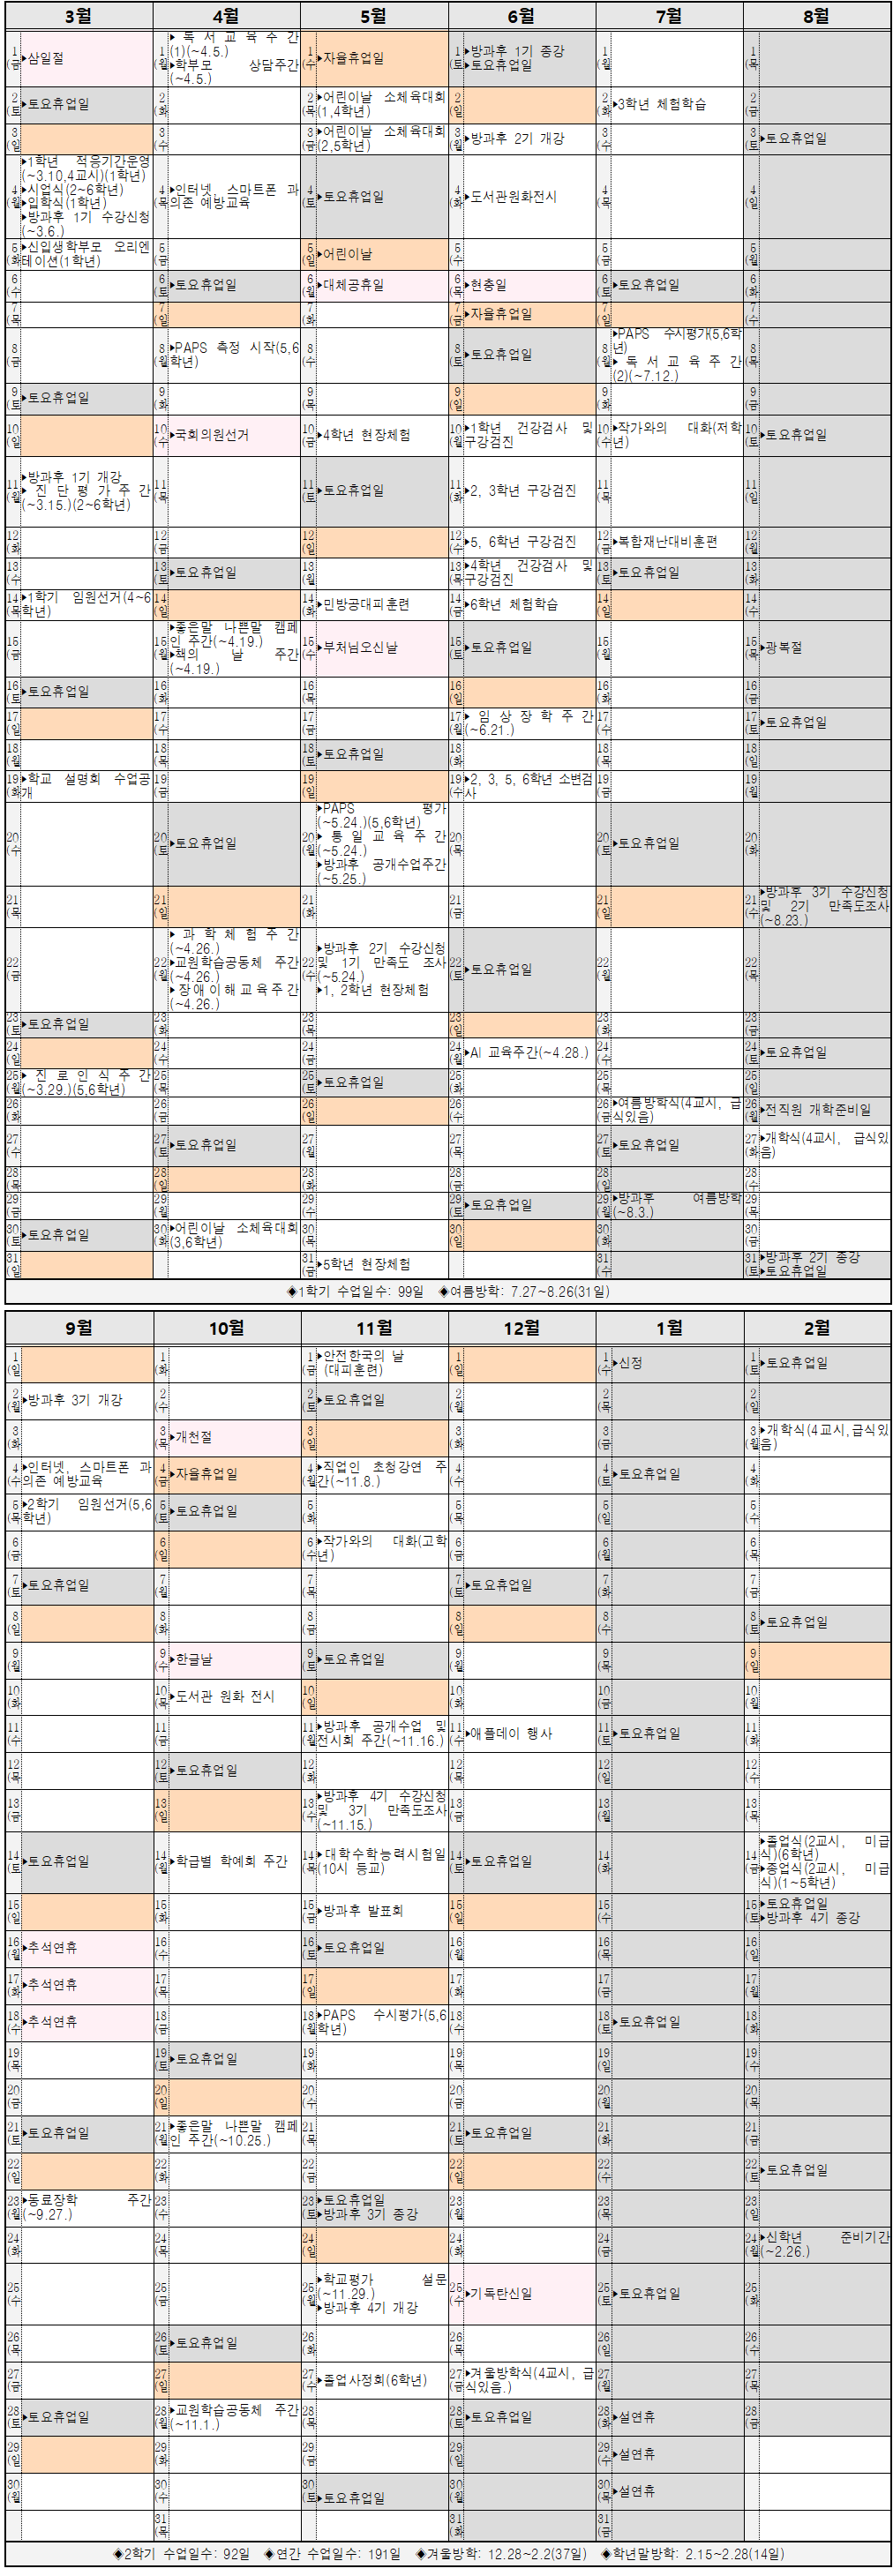 3월
1 (금 ▶삼일절
2 (토 ▶토요휴업일
3 (일
4 (월 ▶1학년 적응기간운영
(~3.10,4교시)(1학년)
▶시업식(2~6학년)
▶입학식(1학년)
▶방과후 1기 수강신청
(~3.6.)
5 (화 ▶신입생학부모 오리엔
테이션(1학년)
6 (수
7 (목
8 (금
9 (토 ▶토요휴업일
10 (일
11 (월 ▶방과후 1기 개강
▶진단평가주간
(~3.15.)(2~6학년)
12 (화
13 (수
14 (목 ▶1학기 임원선거(4~6
학년)
15 (금
16 (토 ▶토요휴업일
17 (일
18 (월
19 (화 ▶학교 설명회 수업공
개
20 (수
21 (목
22 (금
23 (토 ▶토요휴업일
24 (일
25 (월 ▶진로인식주간
(~3.29.)(5,6학년)
26 (화
27 (수
28 (목
29 (금
30 (토 ▶토요휴업일
31 (일
4월
1 (월 ▶독서교육주간
(1)(~4.5.)
▶학부모 상담주간
(~4.5.)
2 (화
3 (수
4 (목 ▶인터넷, 스마트폰 과
의존 예방교육
5 (금
6 (토 ▶토요휴업일
7 (일
8 (월 ▶PAPS 측정 시작(5,6
학년)
9 (화
10 (수 ▶국회의원선거
11 (목
12 (금
13 (토 ▶토요휴업일
14 (일
15 (월 ▶좋은말 나쁜말 캠페
인 주간(~4.19.)
▶책의 날 주간
(~4.19.)
16 (화
17 (수
18 (목
19 (금
20 (토 ▶토요휴업일
21 (일
22 (월 ▶과학체험주간
(~4.26.)
▶교원학습공동체 주간
(~4.26.)
▶장애이해교육주간
(~4.26.)
23 (화
24 (수
25 (목
26 (금
27 (토 ▶토요휴업일
28 (일
29 (월
30 (화 ▶어린이날 소체육대회
(3,6학년)
5월
1 (수 ▶자율휴업일
2 (목 ▶어린이날 소체육대회
(1,4학년)
3 (금 ▶어린이날 소체육대회
(2,5학년)
4 (토 ▶토요휴업일
5 (일 ▶어린이날
6 (월 ▶대체공휴일
7 (화
8 (수
9 (목
10 (금 ▶4학년 현장체험
11 (토 ▶토요휴업일
12 (일
13 (월
14 (화 ▶민방공대피훈련
15 (수 ▶부처님오신날
16 (목
17 (금
18 (토 ▶토요휴업일
19 (일
20 (월 ▶PAPS 평가
(~5.24.)(5,6학년)
▶통일교육주간
(~5.24.)
▶방과후 공개수업주간
(~5.25.)
21 (화
22 (수 ▶방과후 2기 수강신청
및 1기 만족도 조사
(~5.24.)
▶1, 2학년 현장체험
23 (목
24 (금
25 (토 ▶토요휴업일
26 (일
27 (월
28 (화
29 (수
30 (목
31 (금 ▶5학년 현장체험
6월
1 (토 ▶방과후 1기 종강
▶토요휴업일
2 (일
3 (월 ▶방과후 2기 개강
4 (화 ▶도서관원화전시
5 (수
6 (목 ▶현충일
7 (금 ▶자율휴업일
8 (토 ▶토요휴업일
9 (일
10 (월 ▶1학년 건강검사 및
구강검진
11 (화 ▶2, 3학년 구강검진
12 (수 ▶5, 6학년 구강검진
13 (목 ▶4학년 건강검사 및
구강검진
14 (금 ▶6학년 체험학습
15 (토 ▶토요휴업일
16 (일
17 (월 ▶임상장학주간
(~6.21.)
18 (화
19 (수 ▶2, 3, 5, 6학년 소변검
사
20 (목
21 (금
22 (토 ▶토요휴업일
23 (일
24 (월 ▶AI 교육주간(~4.28.)
25 (화
26 (수
27 (목
28 (금
29 (토 ▶토요휴업일
30 (일
7월
1 (월
2 (화 ▶3학년 체험학습
3 (수
4 (목
5 (금
6 (토 ▶토요휴업일
7 (일
8 (월 ▶PAPS 수시평가(5,6학
년)
▶독서교육주간
(2)(~7.12.)
9 (화
10 (수 ▶작가와의 대화(저학
년)
11 (목
12 (금 ▶복합재난대비훈련
13 (토 ▶토요휴업일
14 (일
15 (월
16 (화
17 (수
18 (목
19 (금
20 (토 ▶토요휴업일
21 (일
22 (월
23 (화
24 (수
25 (목
26 (금 ▶여름방학식(4교시, 급
식있음)
27 (토 ▶토요휴업일
28 (일
29 (월 ▶방과후 여름방학
(~8.3.)
30 (화
31 (수
8월
1 (목
2 (금
3 (토 ▶토요휴업일
4 (일
5 (월
6 (화
7 (수
8 (목
9 (금
10 (토 ▶토요휴업일
11 (일
12 (월
13 (화
14 (수
15 (목 ▶광복절
16 (금
17 (토 ▶토요휴업일
18 (일
19 (월
20 (화
21 (수 ▶방과후 3기 수강신청
및 2기 만족도조사
(~8.23.)
22 (목
23 (금
24 (토 ▶토요휴업일
25 (일
26 (월 ▶전직원 개학준비일
27 (화 ▶개학식(4교시, 급식있
음)
28 (수
29 (목
30 (금
31 (토 ▶방과후 2기 종강
▶토요휴업일
◈1학기 수업일수: 99일 ◈여름방학: 7.27~8.26(31일)
9월
1 (일
2 (월 ▶방과후 3기 개강
3 (화
4 (수 ▶인터넷, 스마트폰 과
의존 예방교육
5 (목 ▶2학기 임원선거(5,6
학년)
6 (금
7 (토 ▶토요휴업일
8 (일
9 (월
10 (화
11 (수
12 (목
13 (금
14 (토 ▶토요휴업일
15 (일
16 (월 ▶추석연휴
17 (화 ▶추석연휴
18 (수 ▶추석연휴
19 (목
20 (금
21 (토 ▶토요휴업일
22 (일
23 (월 ▶동료장학 주간
(~9.27.)
24 (화
25 (수
26 (목
27 (금
28 (토 ▶토요휴업일
29 (일
30 (월
10월
1 (화
2 (수
3 (목 ▶개천절
4 (금 ▶자율휴업일
5 (토 ▶토요휴업일
6 (일
7 (월
8 (화
9 (수 ▶한글날
10 (목 ▶도서관 원화 전시
11 (금
12 (토 ▶토요휴업일
13 (일
14 (월 ▶학급별 학예회 주간
15 (화
16 (수
17 (목
18 (금
19 (토 ▶토요휴업일
20 (일
21 (월 ▶좋은말 나쁜말 캠페
인 주간(~10.25.)
22 (화
23 (수
24 (목
25 (금
26 (토 ▶토요휴업일
27 (일
28 (월 ▶교원학습공동체 주간
(~11.1.)
29 (화
30 (수
31 (목
11월
1 (금 ▶안전한국의 날
(대피훈련)
2 (토 ▶토요휴업일
3 (일
4 (월 ▶직업인 초청강연 주
간(~11.8.)
5 (화
6 (수 ▶작가와의 대화(고학
년)
7 (목
8 (금
9 (토 ▶토요휴업일
10 (일
11 (월 ▶방과후 공개수업 및
전시회 주간(~11.16.)
12 (화
13 (수 ▶방과후 4기 수강신청
및 3기 만족도조사
(~11.15.)
14 (목 ▶대학수학능력시험일
(10시 등교)
15 (금 ▶방과후 발표회
16 (토 ▶토요휴업일
17 (일
18 (월 ▶PAPS 수시평가(5,6
학년)
19 (화
20 (수
21 (목
22 (금
23 (토 ▶토요휴업일
▶방과후 3기 종강
24 (일
25 (월 ▶학교평가 설문
(~11.29.)
▶방과후 4기 개강
26 (화
27 (수 ▶졸업사정회(6학년)
28 (목
29 (금
30 (토 ▶토요휴업일
12월
1 (일
2 (월
3 (화
4 (수
5 (목
6 (금
7 (토 ▶토요휴업일
8 (일
9 (월
10 (화
11 (수 ▶애플데이 행사
12 (목
13 (금
14 (토 ▶토요휴업일
15 (일
16 (월
17 (화
18 (수
19 (목
20 (금
21 (토 ▶토요휴업일
22 (일
23 (월
24 (화
25 (수 ▶기독탄신일
26 (목
27 (금 ▶겨울방학식(4교시, 급
식있음.)
28 (토 ▶토요휴업일
29 (일
30 (월
31 (화
1월
1 (수 ▶신정
2 (목
3 (금
4 (토 ▶토요휴업일
5 (일
6 (월
7 (화
8 (수
9 (목
10 (금
11 (토 ▶토요휴업일
12 (일
13 (월
14 (화
15 (수
16 (목
17 (금
18 (토 ▶토요휴업일
19 (일
20 (월
21 (화
22 (수
23 (목
24 (금
25 (토 ▶토요휴업일
26 (일
27 (월
28 (화 ▶설연휴
29 (수 ▶설연휴
30 (목 ▶설연휴
31 (금
2월
1 (토 ▶토요휴업일
2 (일
3 (월 ▶개학식(4교시,급식있
음)
4 (화
5 (수
6 (목
7 (금
8 (토 ▶토요휴업일
9 (일
10 (월
11 (화
12 (수
13 (목
14 (금 ▶졸업식(2교시, 미급
식)(6학년)
▶종업식(2교시, 미급
식)(1~5학년)
15 (토 ▶토요휴업일
▶방과후 4기 종강
16 (일
17 (월
18 (화
19 (수
20 (목
21 (금
22 (토 ▶토요휴업일
23 (일
24 (월 ▶신학년 준비기간
(~2.26.)
25 (화
26 (수
27 (목
28 (금
◈2학기 수업일수: 92일 ◈연간 수업일수: 191일 ◈겨울방학: 12.28~2.2(37일) ◈학년말방학: 2.15~2.28(14일)